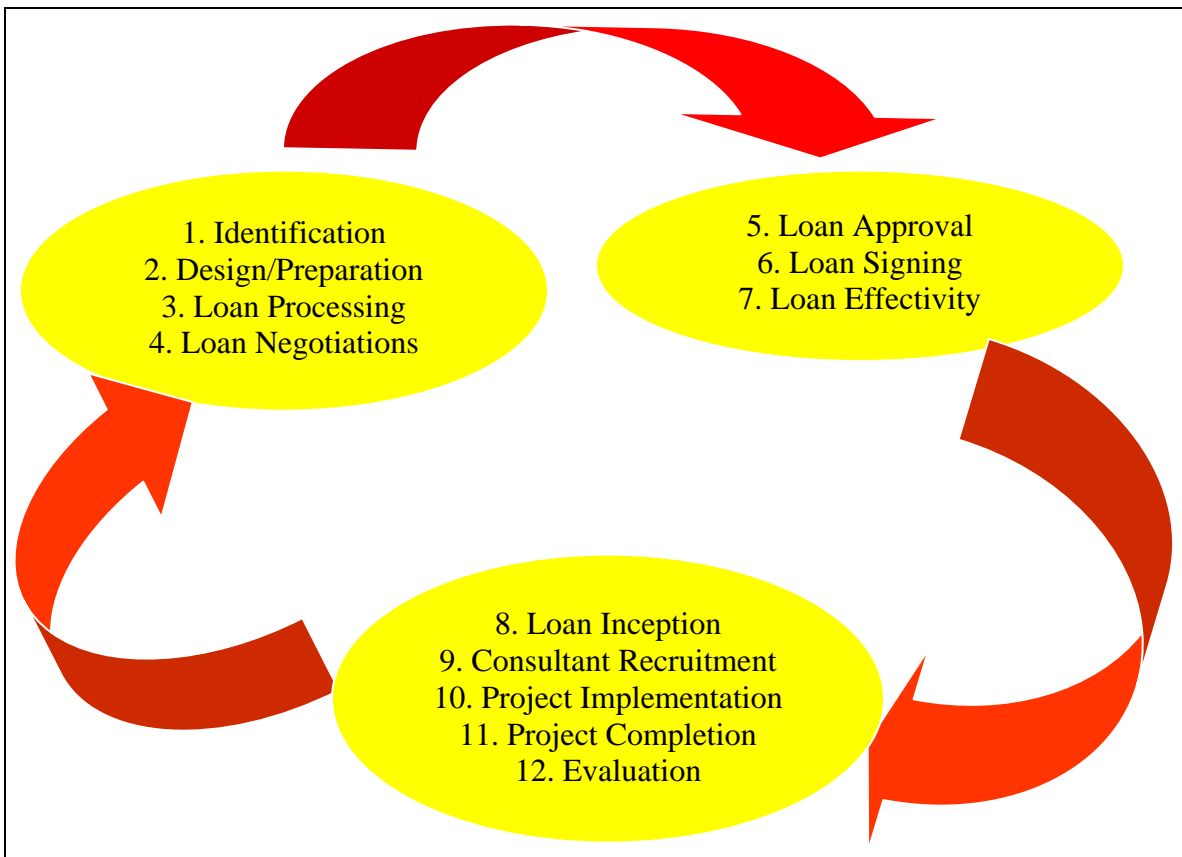 1. Identification
2. Design/Preparation
3. Loan Processing
4. Loan Negotiations
5. Loan Approval
6. Loan Signing
7. Loan Effectivity
8. Loan Inception
9. Consultant Recruitment
10. Project Implementation
11. Project Completion
12. Evaluation